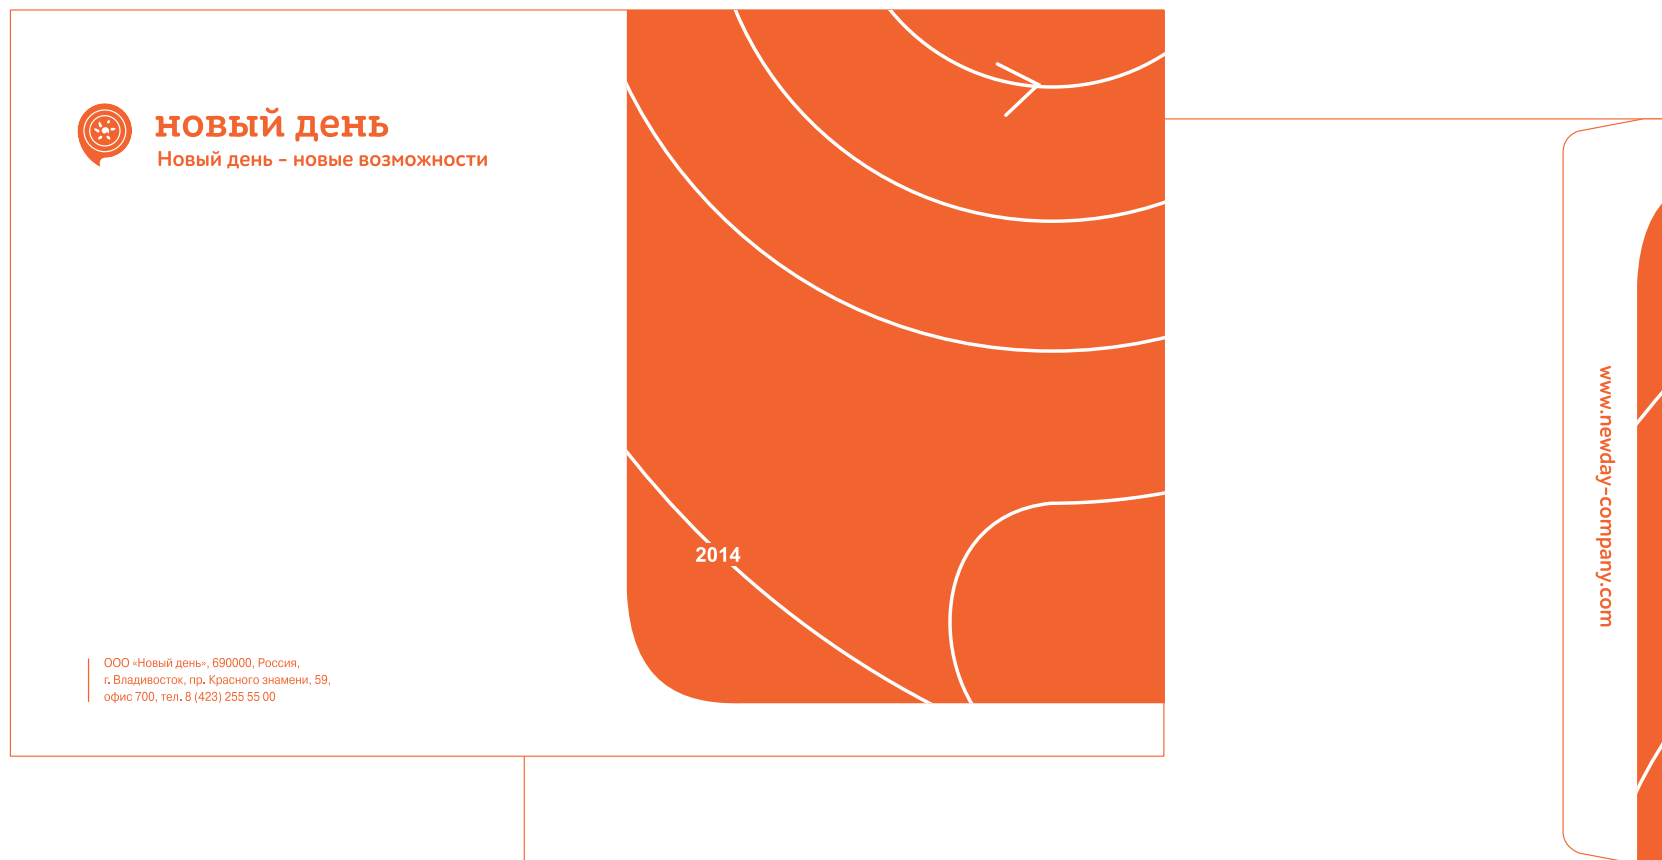 новый день
Новый день - новые возможности
2014
ООО «Новый день», 690000, Россия,
г. Владивосток, пр. Красного знамени, 59,
офис 700, тел. 8 (423) 255 55 00
www.newday-company.com